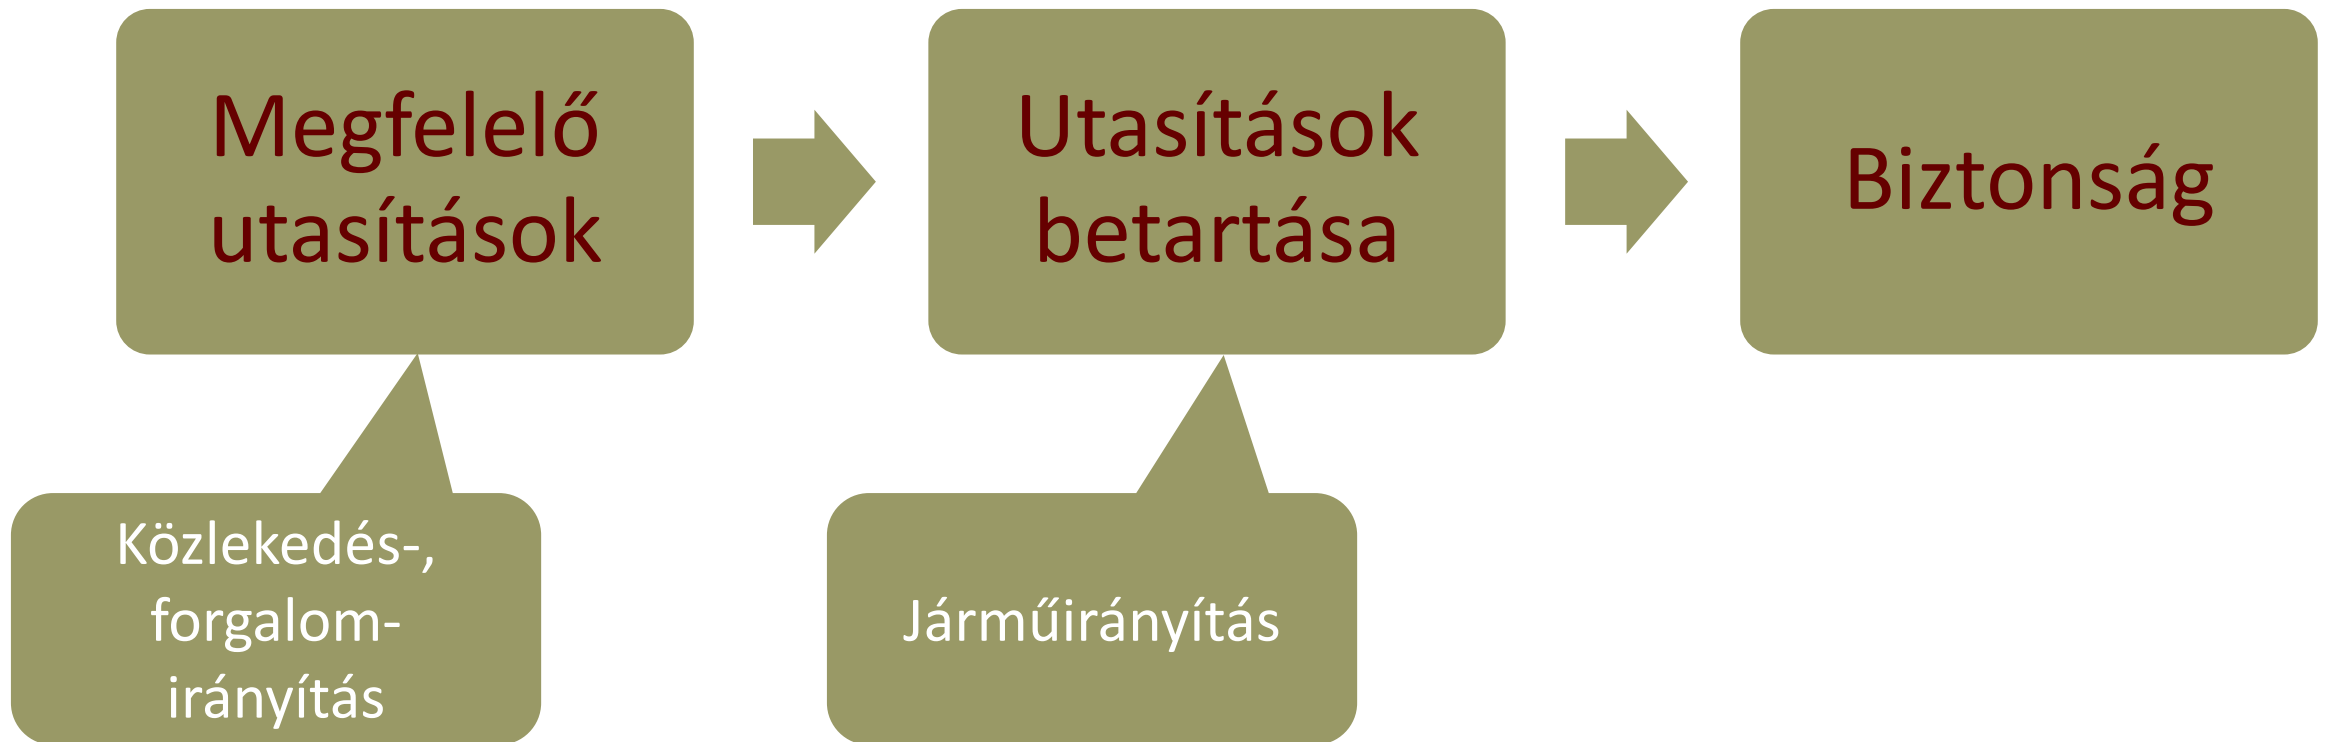 Megfelelő
utasítások
Utasítások
betartása
Biztonság
Közlekedés-,
forgalom-
irányítás
Járműirányítás